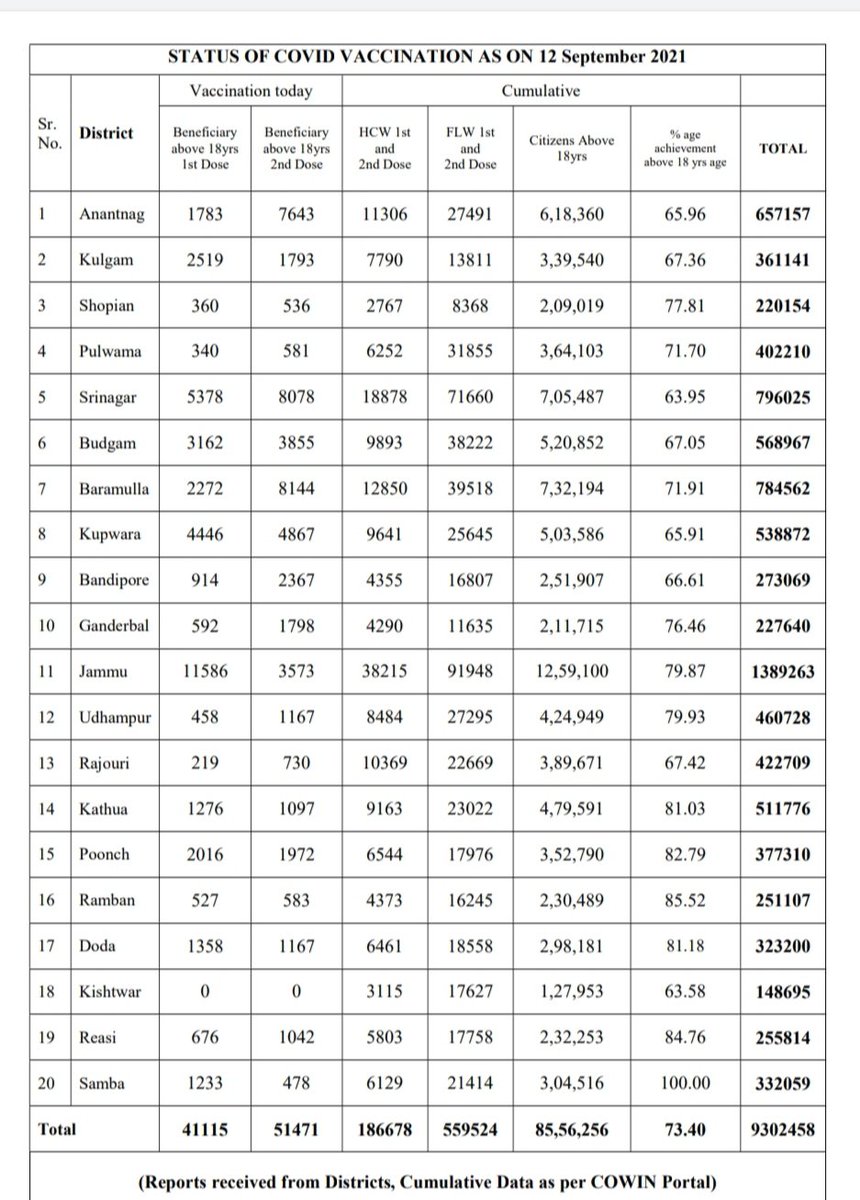 STATUS OF COVID VACCINATION AS ON 12 September 2021
Sr. No. District Vaccination today Cumulative
Beneficiary above 18yrs 1st Dose Beneficiary above 18yrs 2nd Dose HCW 1st and 2nd Dose FLW 1st and 2nd Dose Citizens Above 18yrs % age achievement above 18 yrs age TOTAL
1 Anantnag 1783 7643 11306 27491 6,18,360 65.96 657157
2 Kulgam 2519 1793 7790 13811 3,39,540 67.36 361141
3 Shopian 360 536 2767 8368 2,09,019 77.81 220154
4 Pulwama 340 581 6252 31855 3,64,103 71.70 402210
5 Srinagar 5378 8078 18878 71660 7,05,487 63.95 796025
6 Budgam 3162 3855 9893 38222 5,20,852 67.05 568967
7 Baramulla 2272 8144 12850 39518 7,32,194 71.91 784562
8 Kupwara 4446 4867 9641 25645 5,03,586 65.91 538872
9 Bandipore 914 2367 4355 16807 2,51,907 66.61 273069
10 Ganderbal 592 1798 4290 11635 2,11,715 76.46 227640
11 Jammu 11586 3573 38215 91948 12,59,100 79.87 1389263
12 Udhampur 458 1167 8484 27295 4,24,949 79.93 460728
13 Rajouri 219 730 10369 22669 3,89,671 67.42 422709
14 Kathua 1276 1097 9163 23022 4,79,591 81.03 511776
15 Poonch 2016 1972 6544 17976 3,52,790 82.79 377310
16 Ramban 527 583 4373 16245 2,30,489 85.52 251107
17 Doda 1358 1167 6461 18558 2,98,181 81.18 323200
18 Kishtwar 0 0 3115 17627 1,27,953 63.58 148695
19 Reasi 676 1042 5803 17758 2,32,253 84.76 255814
20 Samba 1233 478 6129 21414 3,04,516 100.00 332059
Total 41115 51471 186678 559524 85,56,256 73.40 9302458
(Reports received from Districts, Cumulative Data as per COWIN Portal)